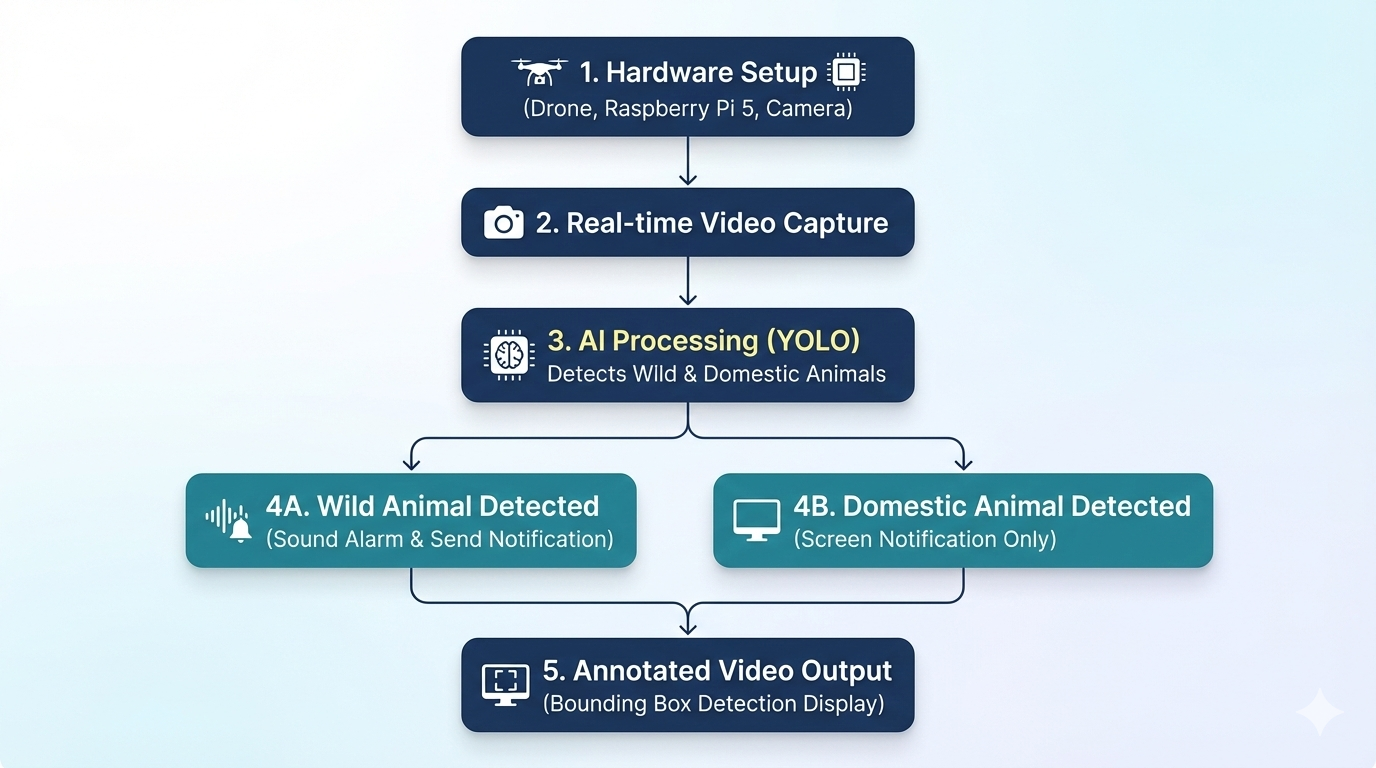 1. Hardware Setup
(Drone, Raspberry Pi 5, Camera)
2. Real-time Video Capture
3. AI Processing (YOLO)
Detects Wild & Domestic Animals
4A. Wild Animal Detected
(Sound Alarm & Send Notification)
4B. Domestic Animal Detected
(Screen Notification Only)
5. Annotated Video Output
(Bounding Box Detection Display)